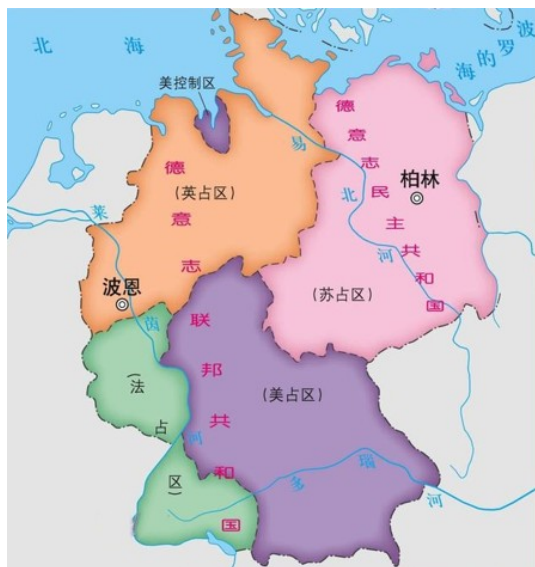 北海
波罗的海
美控制区
德意志联邦共和国
(英占区)
德意志民主共和国
柏林
易北河
(苏占区)
莱茵河
波恩
(法占区)
(美占区)
多瑙河